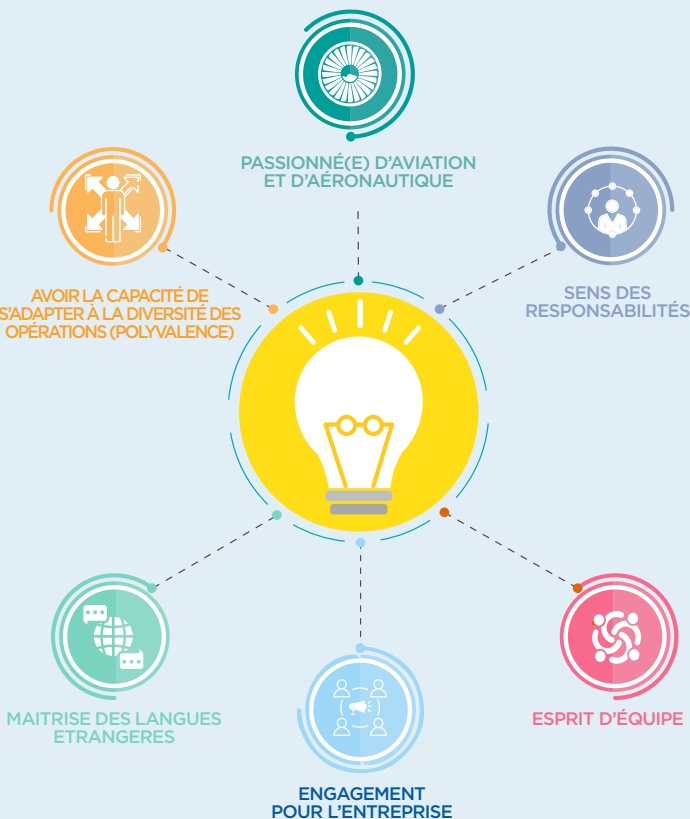 PASSIONNÉ(E) D'AVIATION
ET D'AÉRONAUTIQUE
AVOIR LA CAPACITÉ DE
S'ADAPTER À LA DIVERSITÉ DES
OPÉRATIONS (POLYVALENCE)
SENS DES
RESPONSABILITÉS
MAITRISE DES LANGUES
ETRANGERES
ESPRIT D'ÉQUIPE
ENGAGEMENT
POUR L'ENTREPRISE